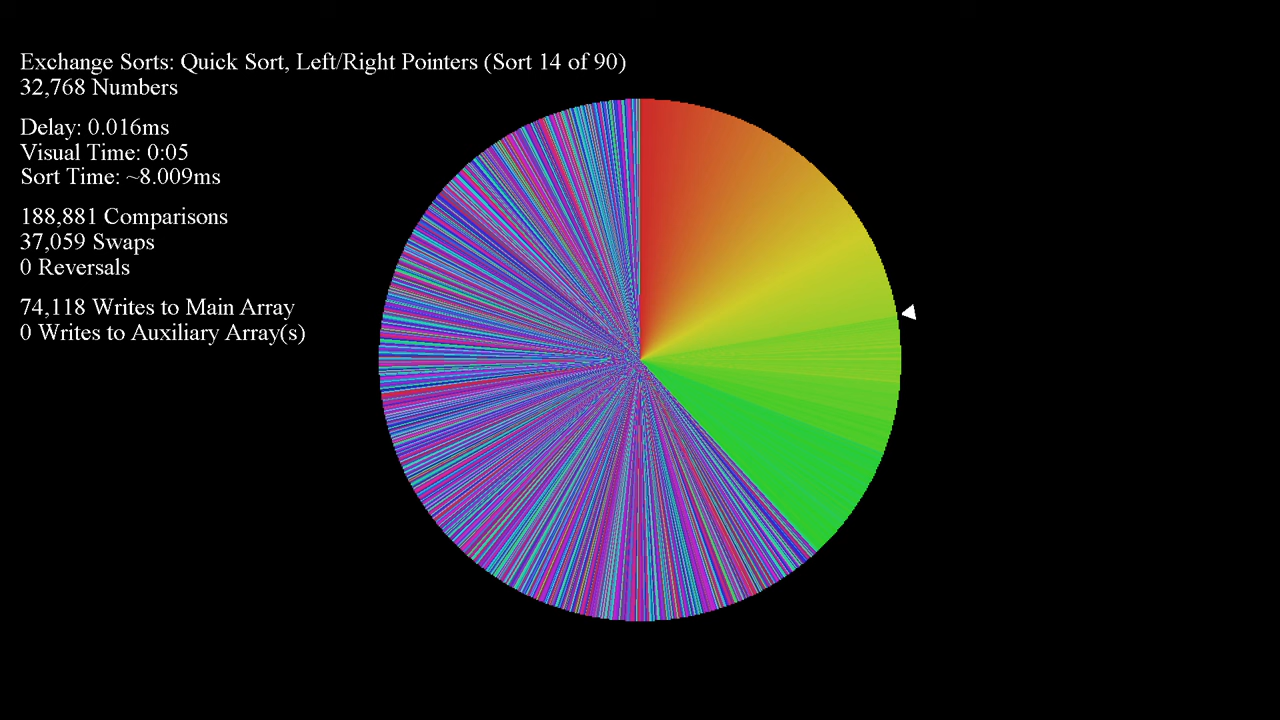 Exchange Sorts: Quick Sort, Left/Right Pointers (Sort 14 of 90)
32,768 Numbers
Delay: 0.016ms
Visual Time: 0:05
Sort Time: ~8.009ms
188,881 Comparisons
37,059 Swaps
0 Reversals
74,118 Writes to Main Array
0 Writes to Auxiliary Array(s)